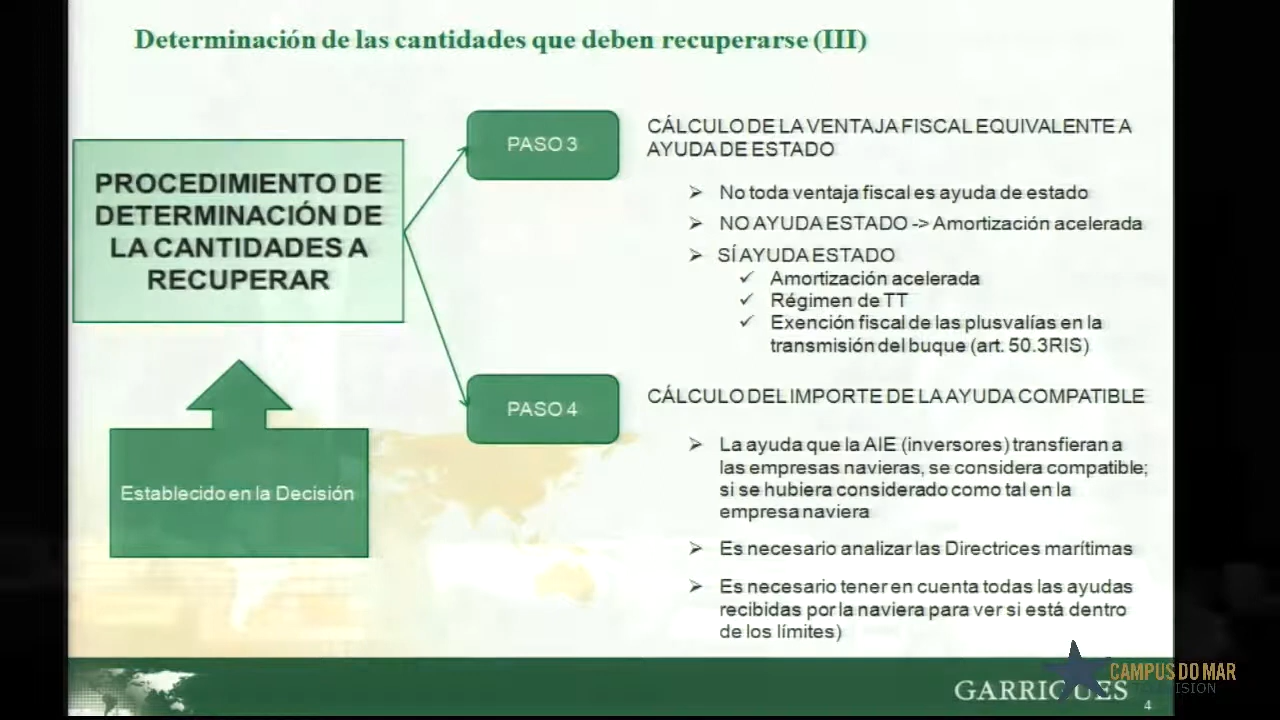 Determinación de las cantidades que deben recuperarse (III)
PROCEDIMIENTO DE
DETERMINACIÓN DE
LA CANTIDADES A
RECUPERAR
Establecido en la Decisión
PASO 3
CÁLCULO DE LA VENTAJA FISCAL EQUIVALENTE A
AYUDA DE ESTADO
No toda ventaja fiscal es ayuda de estado
NO AYUDA ESTADO -> Amortización acelerada
SÍ AYUDA ESTADO
Amortización acelerada
Régimen de TT
Exención fiscal de las plusvalías en la
transmisión del buque (art. 50.3RIS)
PASO 4
CÁLCULO DEL IMPORTE DE LA AYUDA COMPATIBLE
La ayuda que la AIE (inversores) transfieran a
las empresas navieras, se considera compatible;
si se hubiera considerado como tal en la
empresa naviera
Es necesario analizar las Directrices marítimas
Es necesario tener en cuenta todas las ayudas
recibidas por la naviera para ver si está dentro
de los límites)
GARRIGUES
CAMPUS DO MAR
4